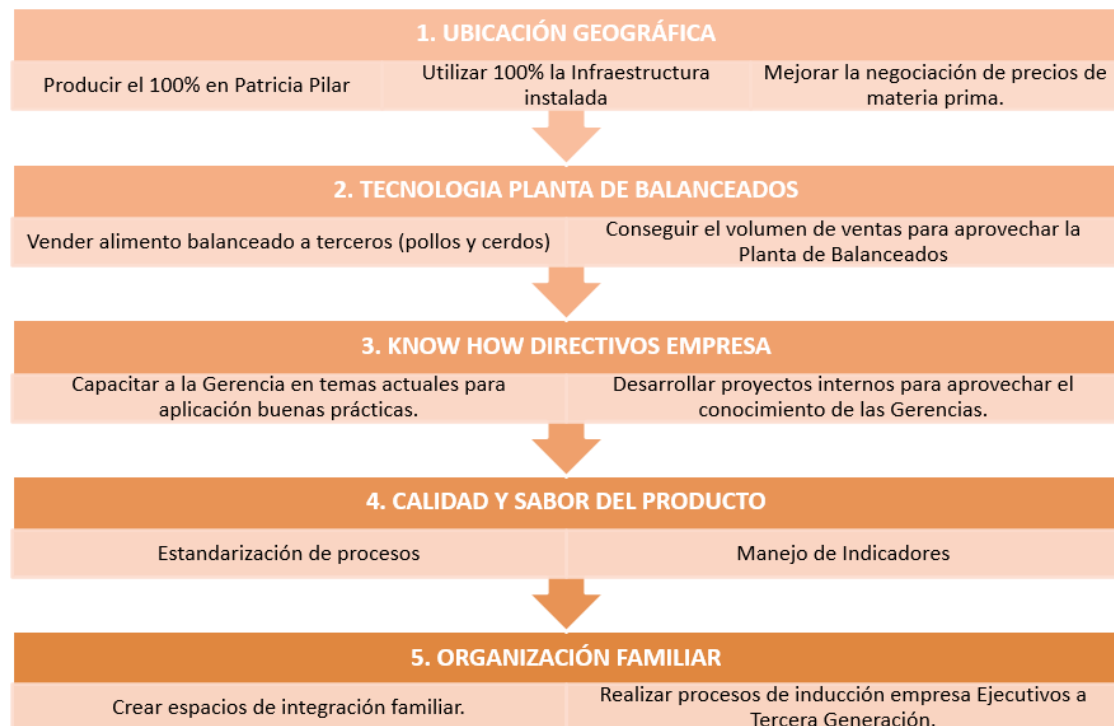 1. UBICACIÓN GEOGRÁFICA
Producir el 100% en Patricia Pilar
Utilizar 100% la Infraestructura
instalada
Mejorar la negociación de precios de
materia prima.
2. TECNOLOGIA PLANTA DE BALANCEADOS
Vender alimento balanceado a terceros (pollos y cerdos)
Conseguir el volumen de ventas para aprovechar la
Planta de Balanceados
3. KNOW HOW DIRECTIVOS EMPRESA
Capacitar a la Gerencia en temas actuales para
aplicación buenas prácticas.
Desarrollar proyectos internos para aprovechar el
conocimiento de las Gerencias.
4. CALIDAD Y SABOR DEL PRODUCTO
Estandarización de procesos
Manejo de Indicadores
5. ORGANIZACIÓN FAMILIAR
Crear espacios de integración familiar.
Realizar procesos de inducción empresa Ejecutivos a
Tercera Generación.